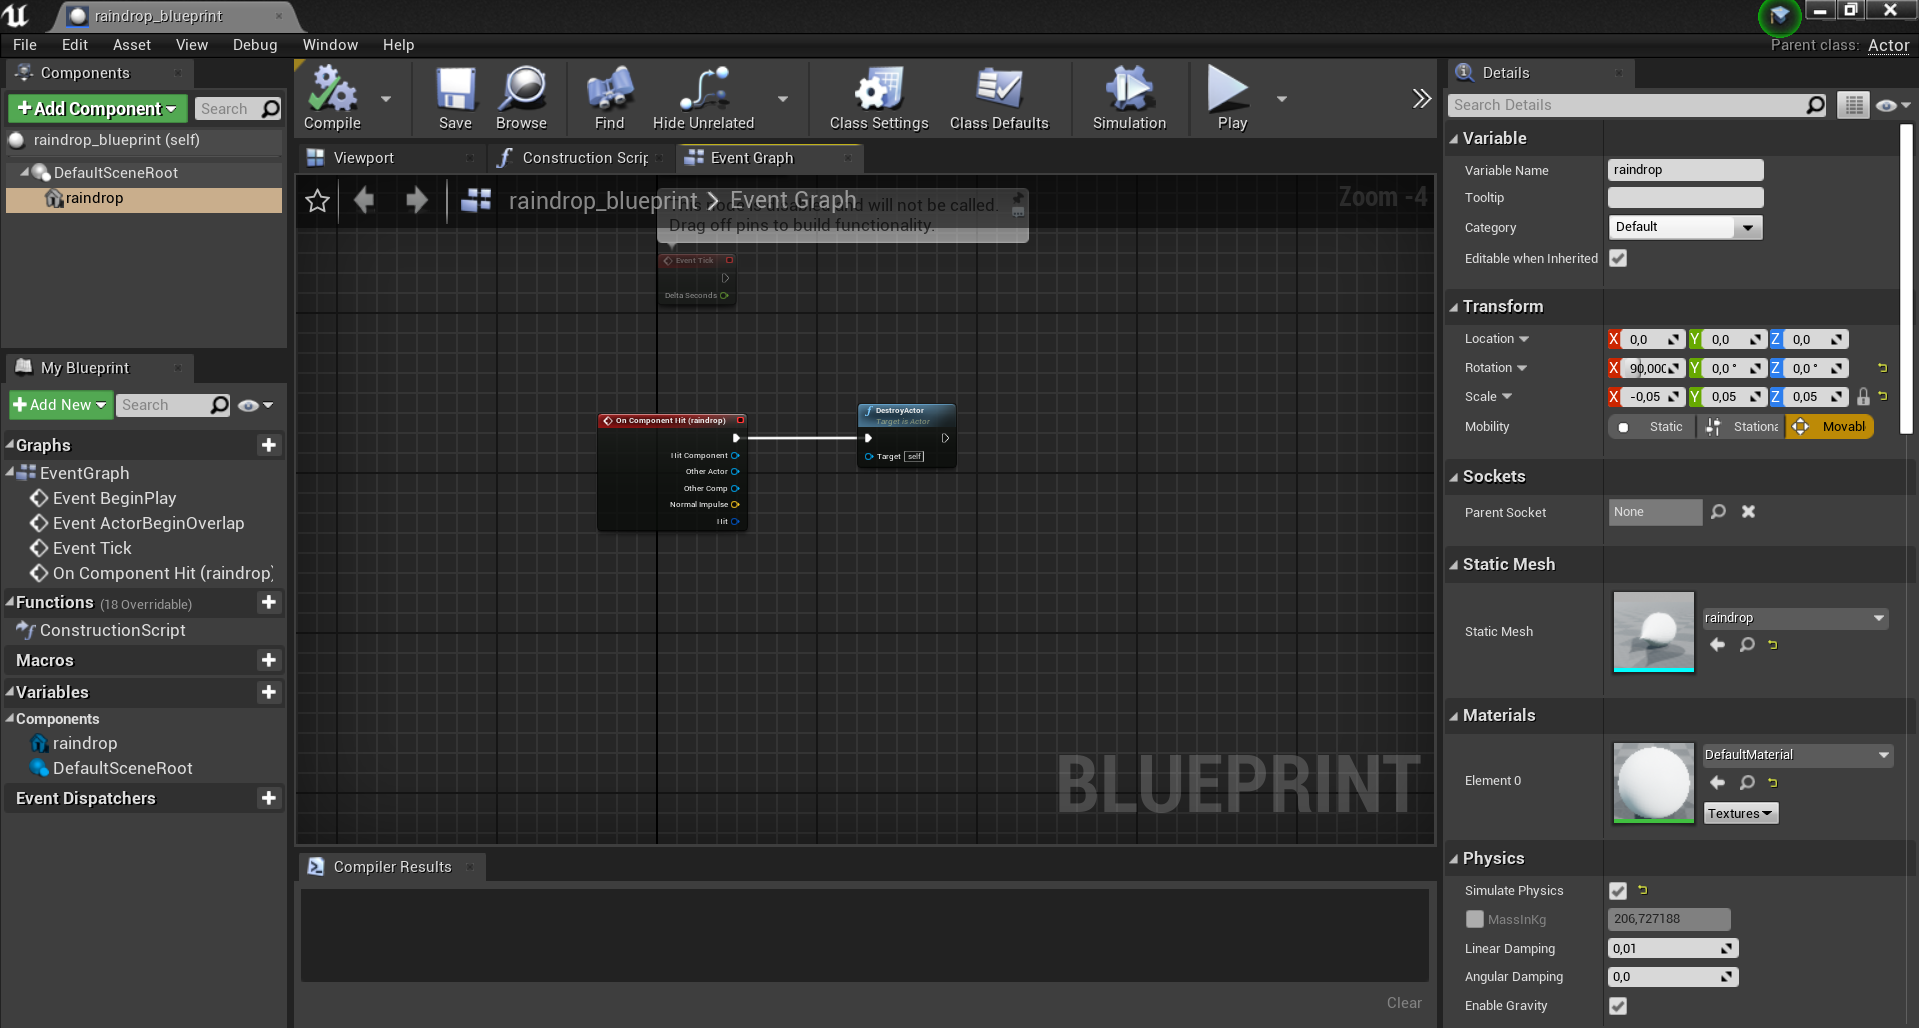 raindrop_blueprint
File Edit Asset View Debug Window Help
Parent class: Actor
Components
Add Component
Search
raindrop_blueprint (self)
DefaultSceneRoot
raindrop
My Blueprint
Add New
Search
Graphs
EventGraph
Event BeginPlay
Event ActorBeginOverlap
Event Tick
On Component Hit (raindrop)
Functions (18 Overridable)
ConstructionScript
Macros
Variables
Components
raindrop
DefaultSceneRoot
Event Dispatchers
Compile Save Browse Find Hide Unrelated Class Settings Class Defaults Simulation Play
Viewport
Construction Scrip
Event Graph
raindrop_blueprint > Event Graph
Zoom -4
will not be called.
Drag off pins to build functionality.
Event Tick
Delta Seconds
On Component Hit (raindrop)
Hit Component
Other Actor
Other Comp
Normal Impulse
Hit
DestroyActor
Target is Actor
Target self
BLUEPRINT
Compiler Results
Clear
Details
Search Details
Variable
Variable Name raindrop
Tooltip
Category Default
Editable when Inherited
Transform
Location X 0,0 Y 0,0 Z 0,0
Rotation X 90,000 Y 0,0 ° Z 0,0 °
Scale X -0,05 Y 0,05 Z 0,05
Mobility Static Stationa Movabl
Sockets
Parent Socket None
Static Mesh
Static Mesh raindrop
Materials
Element 0 DefaultMaterial
Textures
Physics
Simulate Physics
MassInKg 206,727188
Linear Damping 0,01
Angular Damping 0,0
Enable Gravity